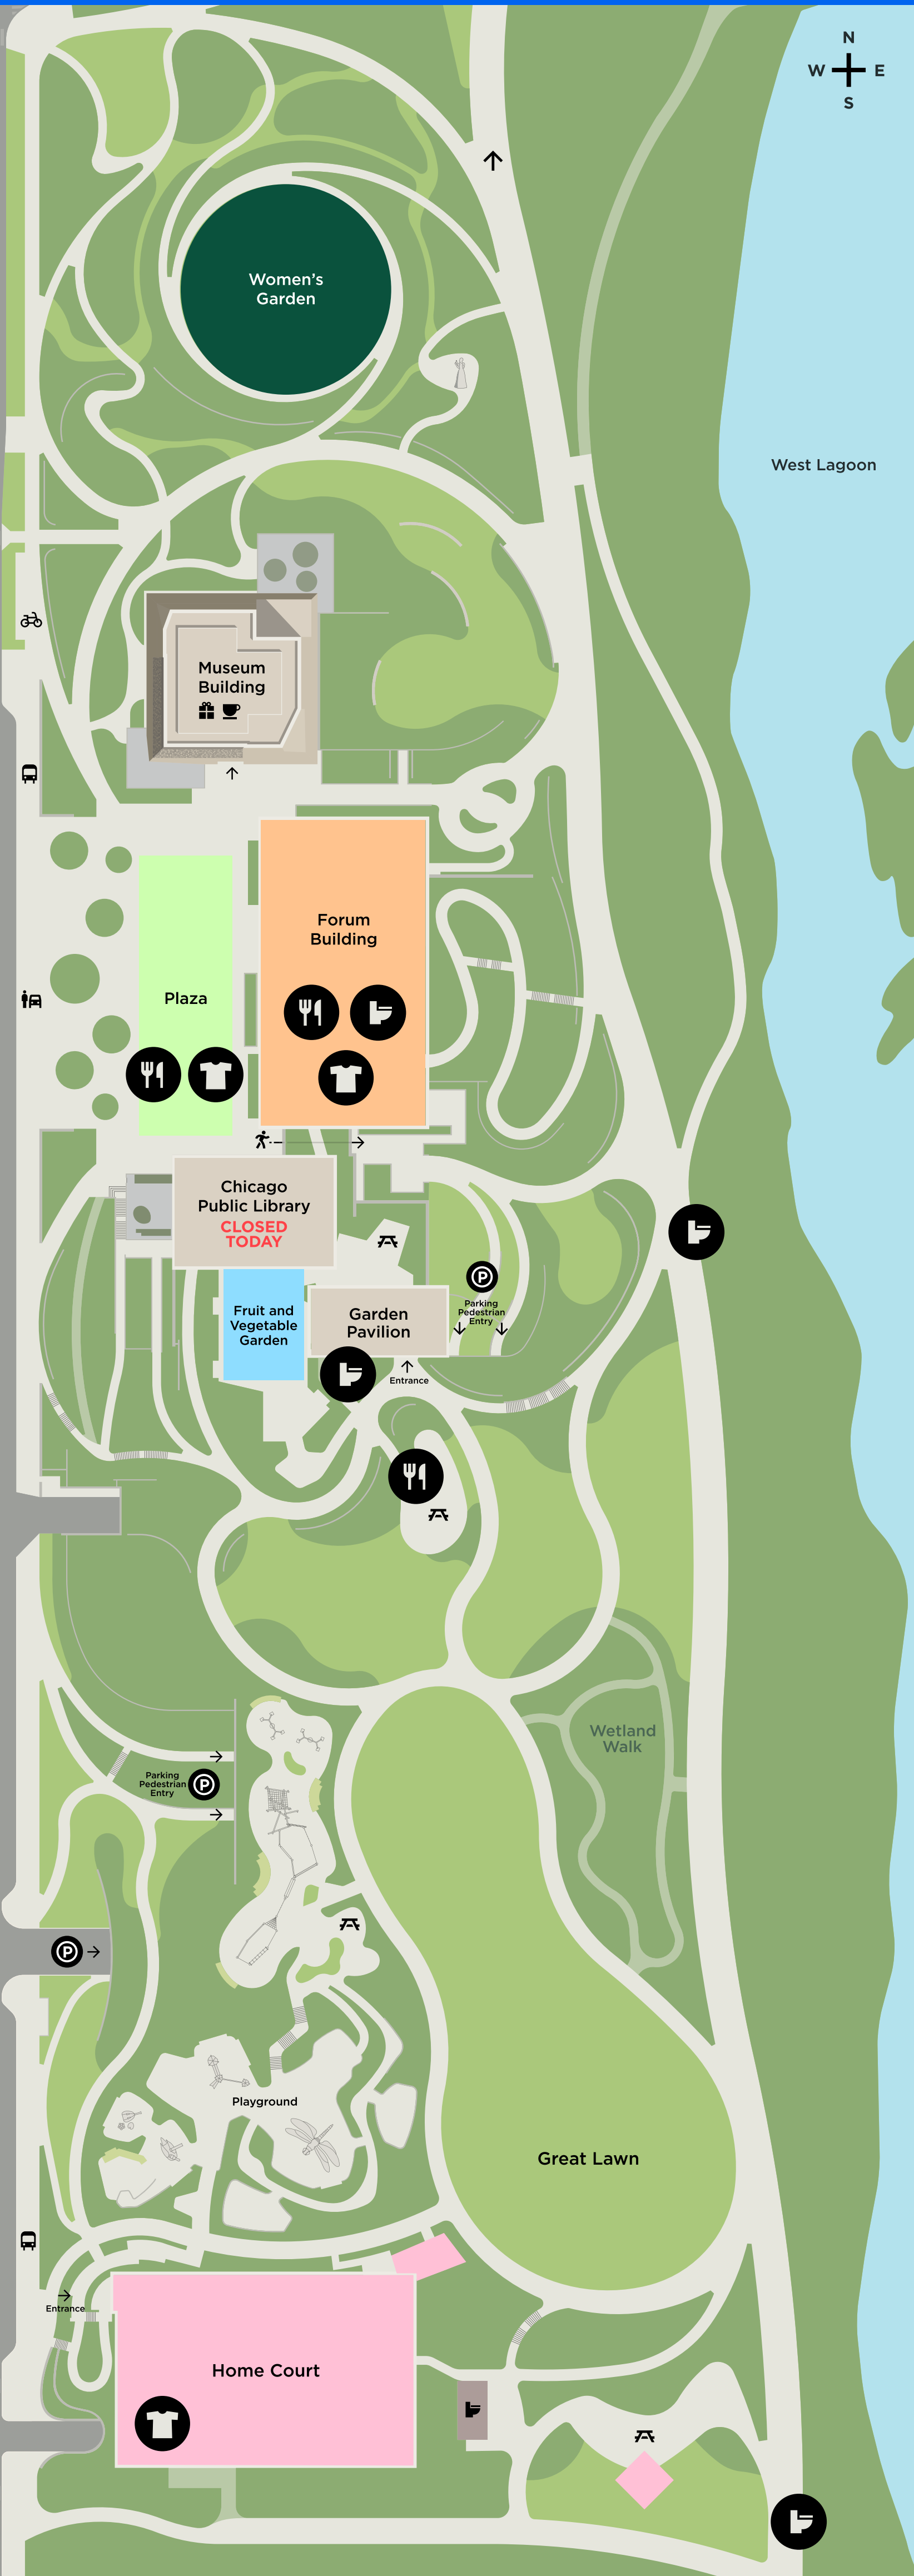 N
W E
S
Women's
Garden
West Lagoon
Museum
Building
Forum
Building
Plaza
Chicago
Public Library
CLOSED
TODAY
P
Parking
Pedestrian
Entry
Fruit and
Vegetable
Garden
Garden
Pavilion
Entrance
Wetland
Walk
Parking
Pedestrian
Entry
P
P
Playground
Great Lawn
Entrance
Home Court